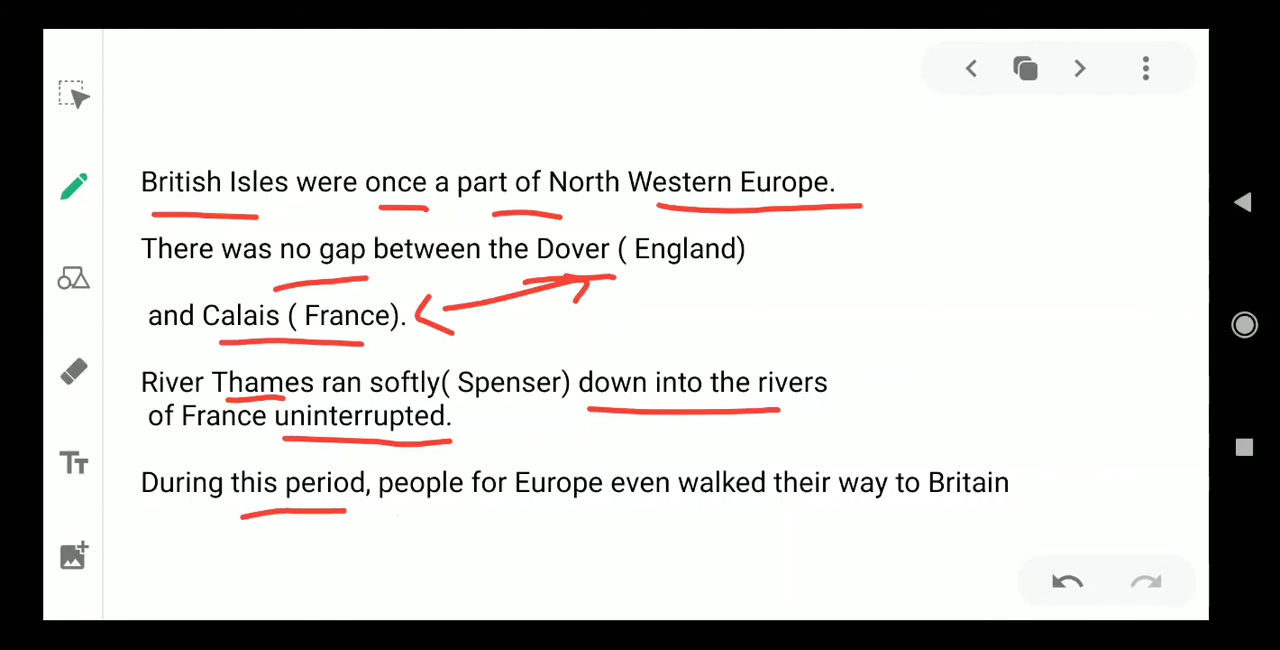 British Isles were once a part of North Western Europe.
There was no gap between the Dover ( England)
and Calais ( France).
River Thames ran softly( Spenser) down into the rivers
of France uninterrupted.
During this period, people for Europe even walked their way to Britain